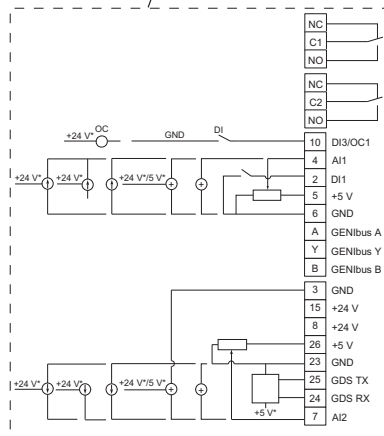 NC
C1
NO
NC
C2
NO
+24 V* OC GND DI 10 DI3/OC1
4 AI1
+24 V* +24 V* +24 V*/5 V* 2 DI1
5 +5 V
6 GND
A GENIbus A
Y GENIbus Y
B GENIbus B
3 GND
15 +24 V
8 +24 V
26 +5 V
23 GND
25 GDS TX
+24 V* +24 V* +24 V*/5 V* 24 GDS RX
+5 V* 7 AI2